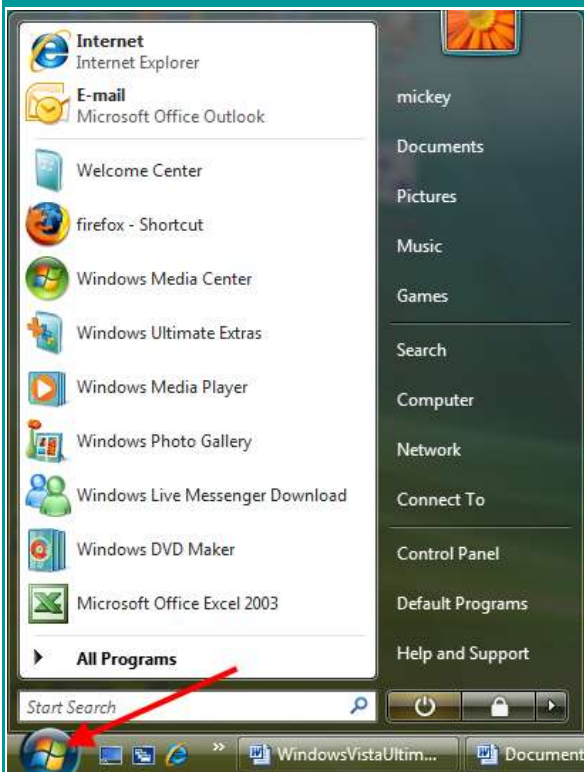 Internet
Internet Explorer
E-mail
Microsoft Office Outlook
Welcome Center
firefox - Shortcut
Windows Media Center
Windows Ultimate Extras
Windows Media Player
Windows Photo Gallery
Windows Live Messenger Download
Windows DVD Maker
Microsoft Office Excel 2003
All Programs
Start Search
mickey
Documents
Pictures
Music
Games
Search
Computer
Network
Connect To
Control Panel
Default Programs
Help and Support
» WindowsVistaUltim... Document